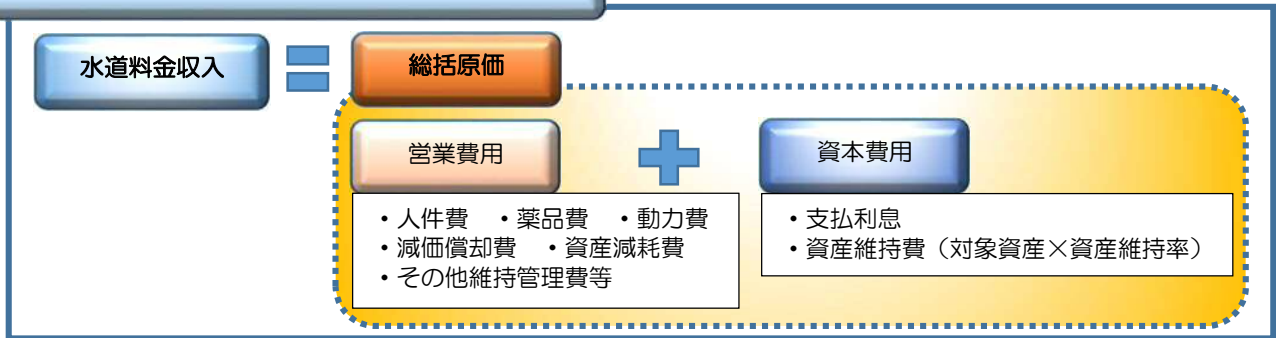 水道料金収入
総括原価
営業費用
資本費用
・人件費 ・薬品費 ・動力費
・減価償却費 ・資産減耗費
・その他維持管理費等
・支払利息
・資産維持費（対象資産×資産維持率）